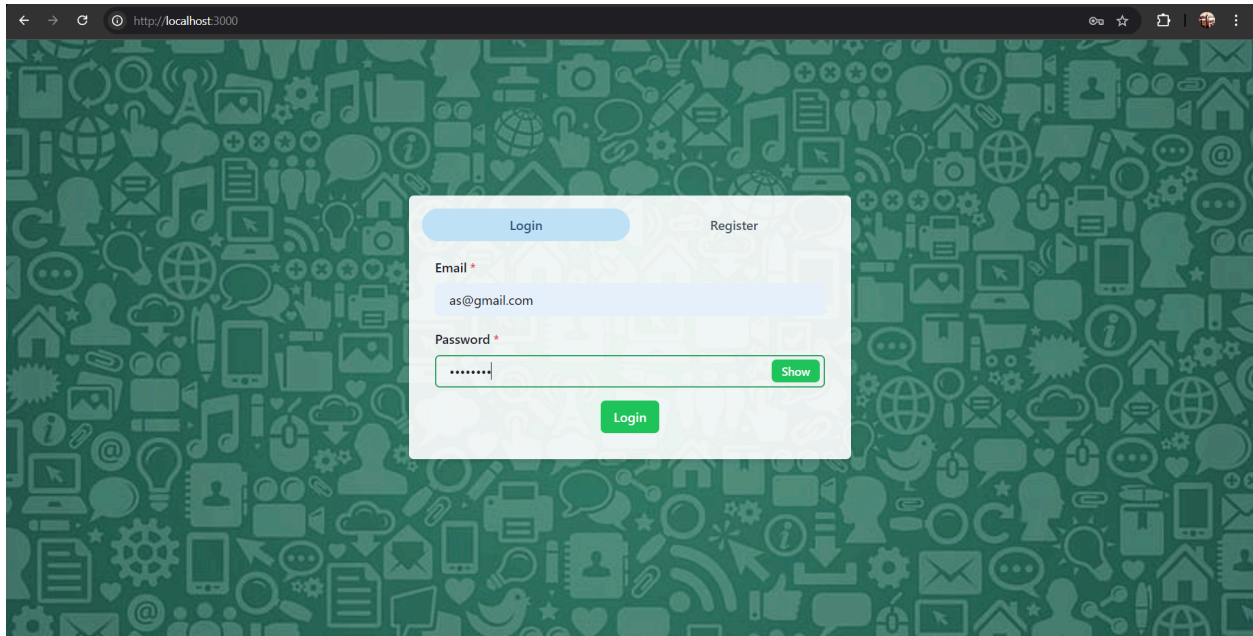 http://localhost:3000
Login Register
Email *
as@gmail.com
Password *
•••••••• Show
Login